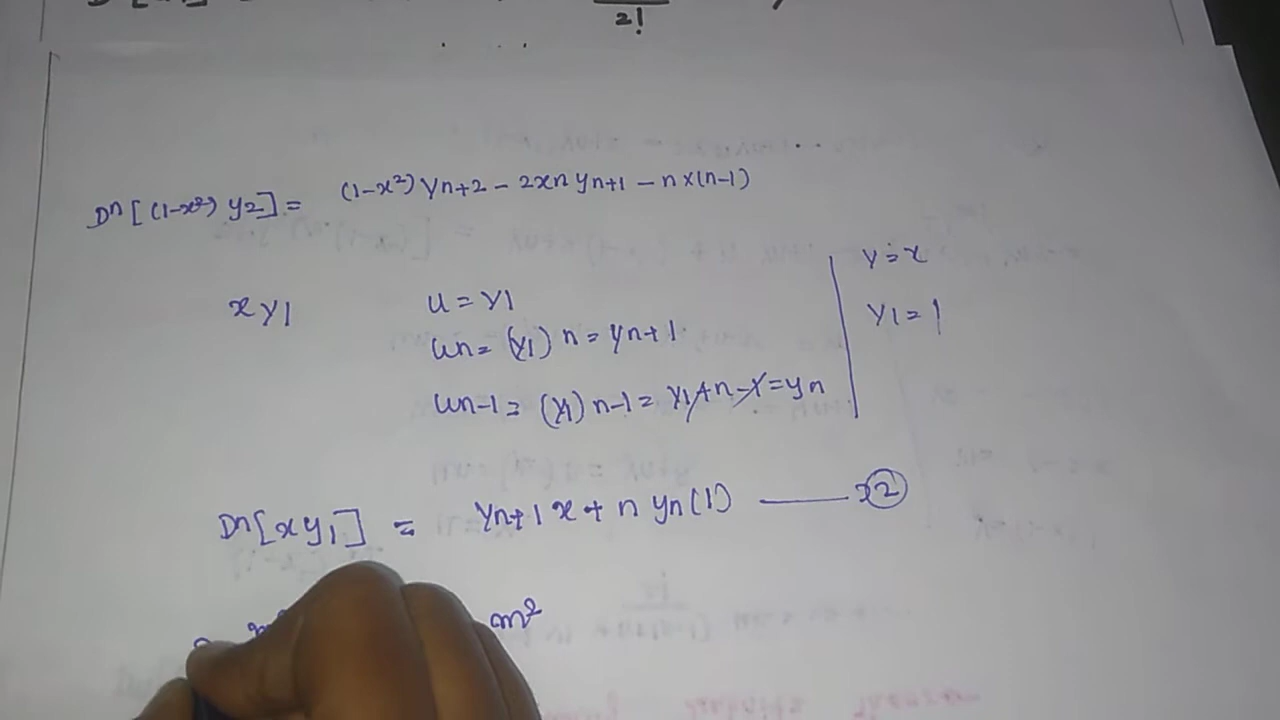 2!
Dⁿ[(1-x²) y2] = (1-x²) yn+2 - 2xn yn+1 - n×(n-1)
y=x
xy1 u = y1
y1 = 1
un = (y1) n = yn+1
un-1 = (y1) n-1 = y1+n-1 = yn
Dⁿ[xy₁] = yn+1 x + n yn(1) — 2
m²